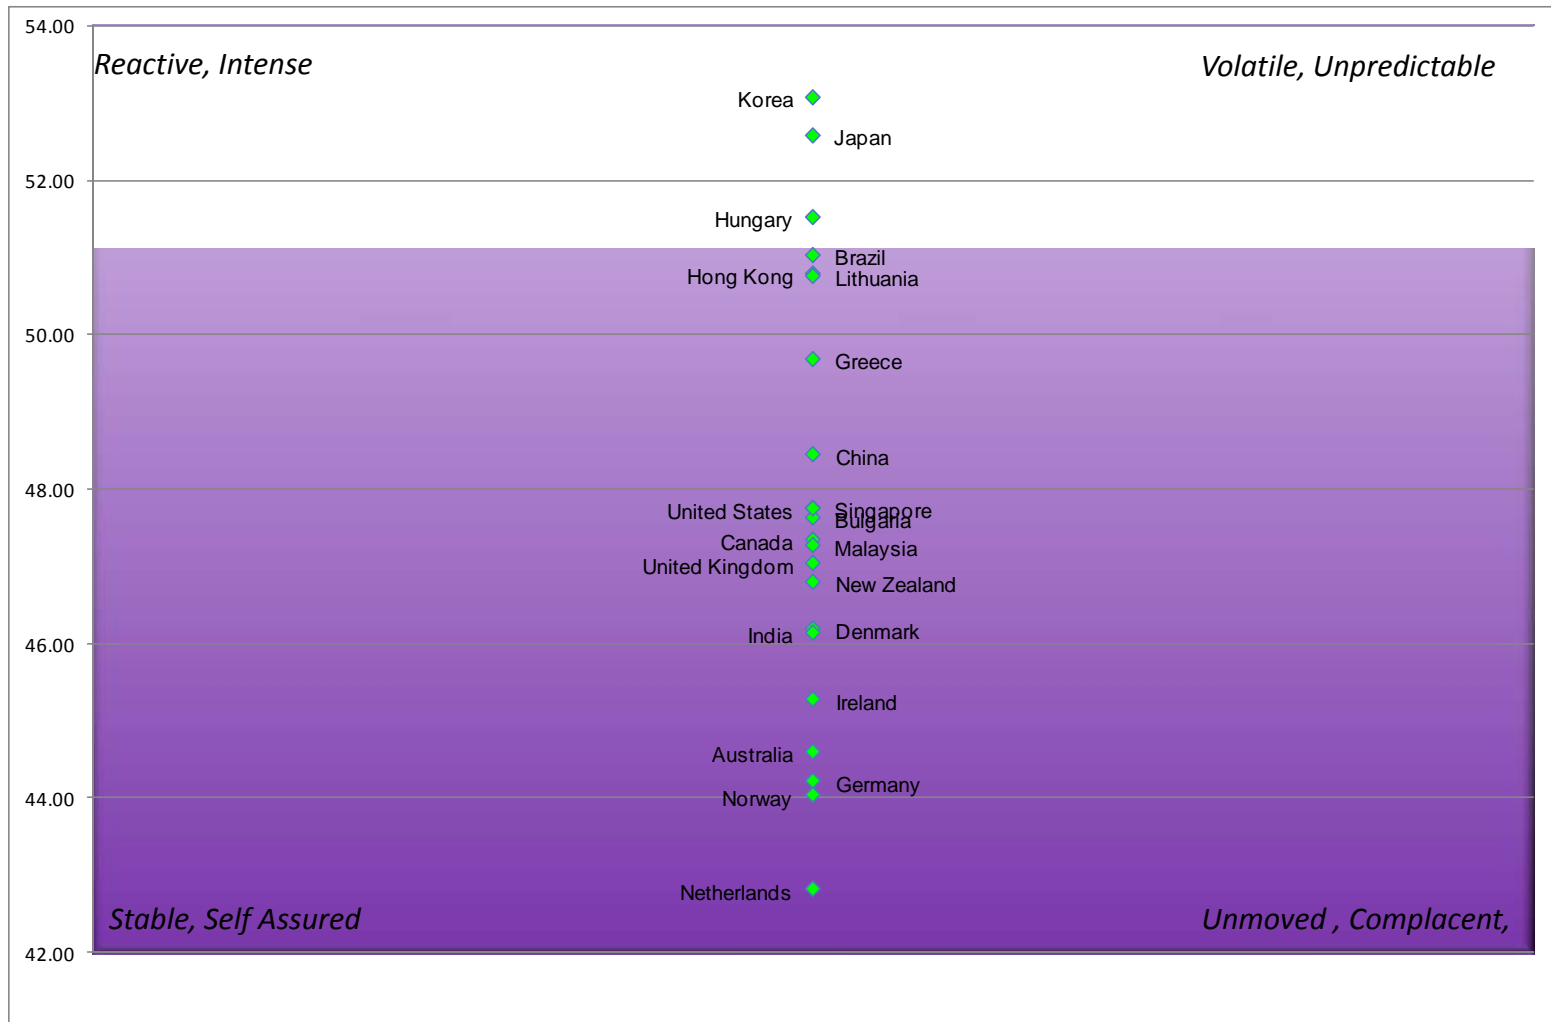 54.00
Reactive, Intense
Volatile, Unpredictable
Korea
Japan
52.00
Hungary
Brazil
Hong Kong
Lithuania
50.00
Greece
China
48.00
United States
Singapore
Bulgaria
Canada
Malaysia
United Kingdom
New Zealand
Denmark
India
46.00
Ireland
Australia
Germany
Norway
44.00
Netherlands
Stable, Self Assured
Unmoved , Complacent,
42.00